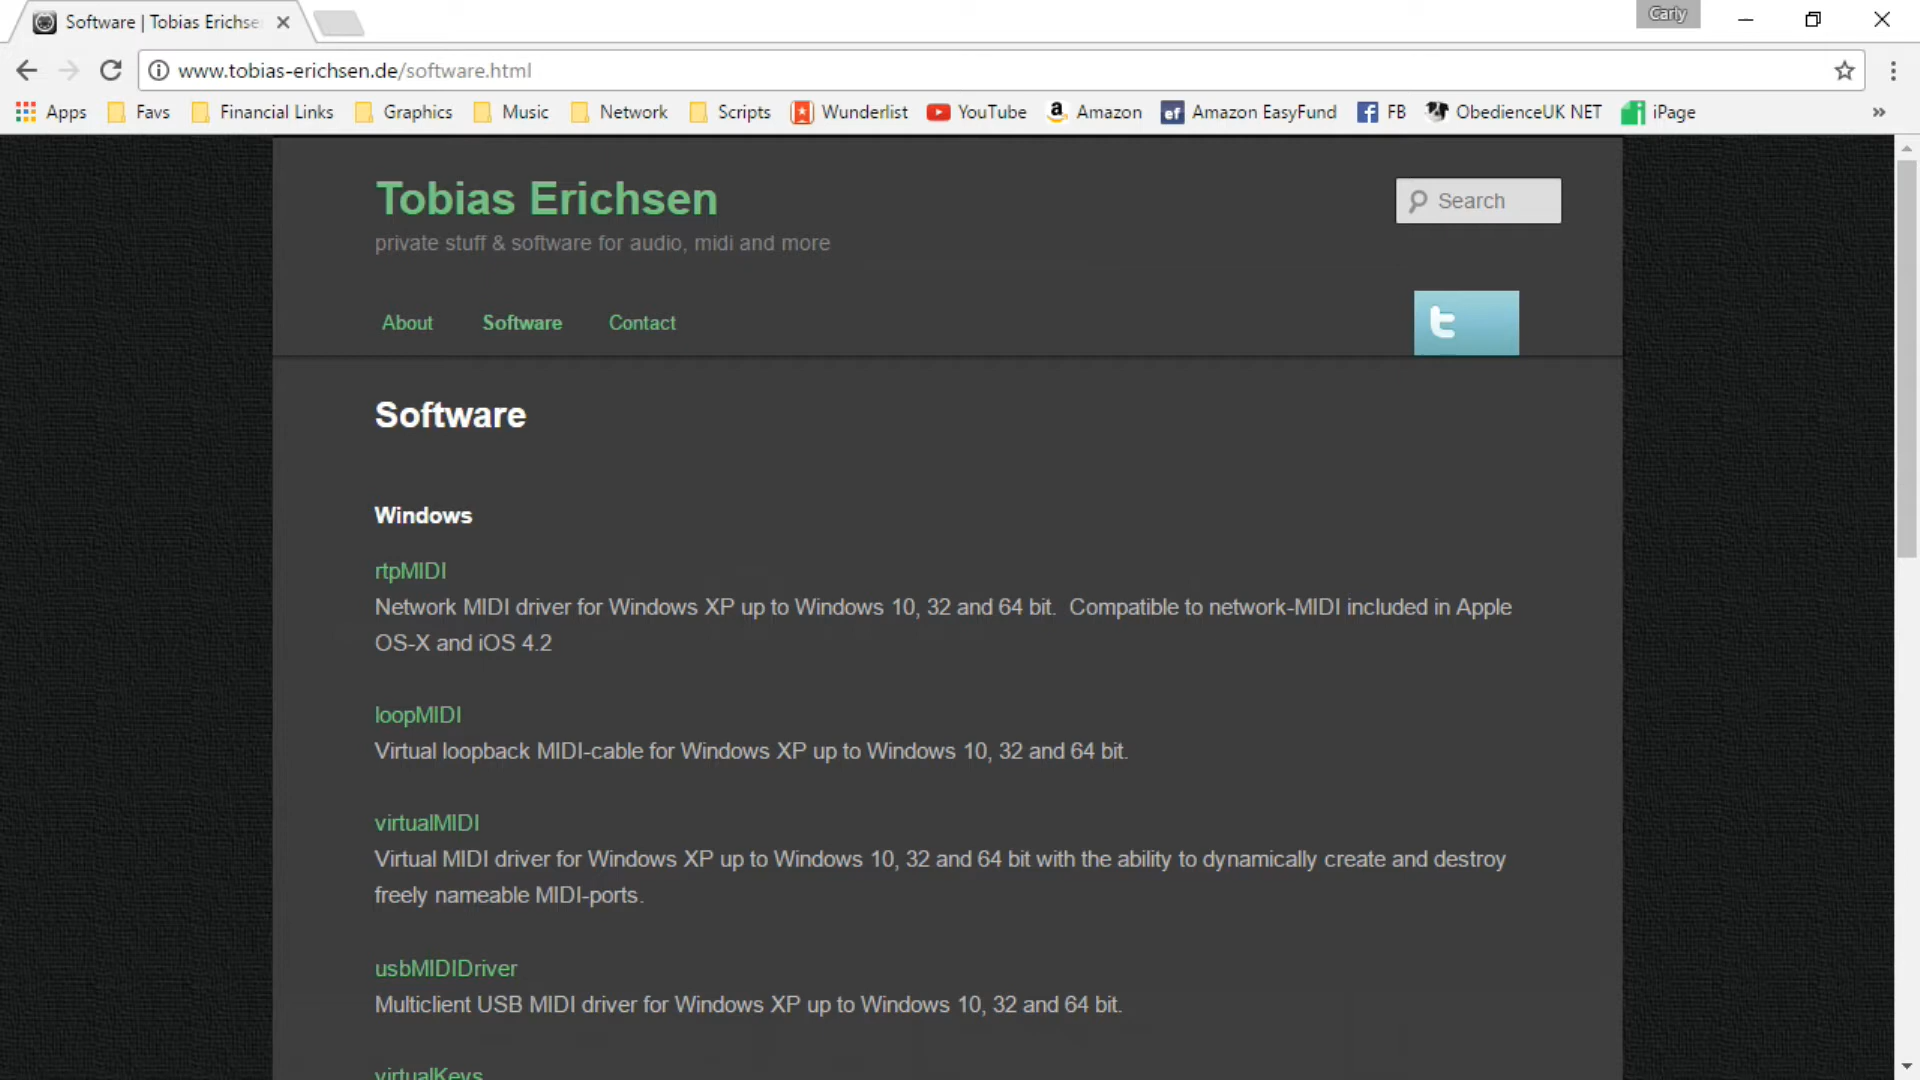 Software | Tobias Erichse
Carly
www.tobias-erichsen.de/software.html
Apps Favs Financial Links Graphics Music Network Scripts Wunderlist YouTube Amazon Amazon EasyFund FB ObedienceUK NET iPage »
Tobias Erichsen
Search
private stuff & software for audio, midi and more
About Software Contact
Software
Windows
rtpMIDI
Network MIDI driver for Windows XP up to Windows 10, 32 and 64 bit.  Compatible to network-MIDI included in Apple
OS-X and iOS 4.2
loopMIDI
Virtual loopback MIDI-cable for Windows XP up to Windows 10, 32 and 64 bit.
virtualMIDI
Virtual MIDI driver for Windows XP up to Windows 10, 32 and 64 bit with the ability to dynamically create and destroy
freely nameable MIDI-ports.
usbMIDIDriver
Multiclient USB MIDI driver for Windows XP up to Windows 10, 32 and 64 bit.
virtualKeys